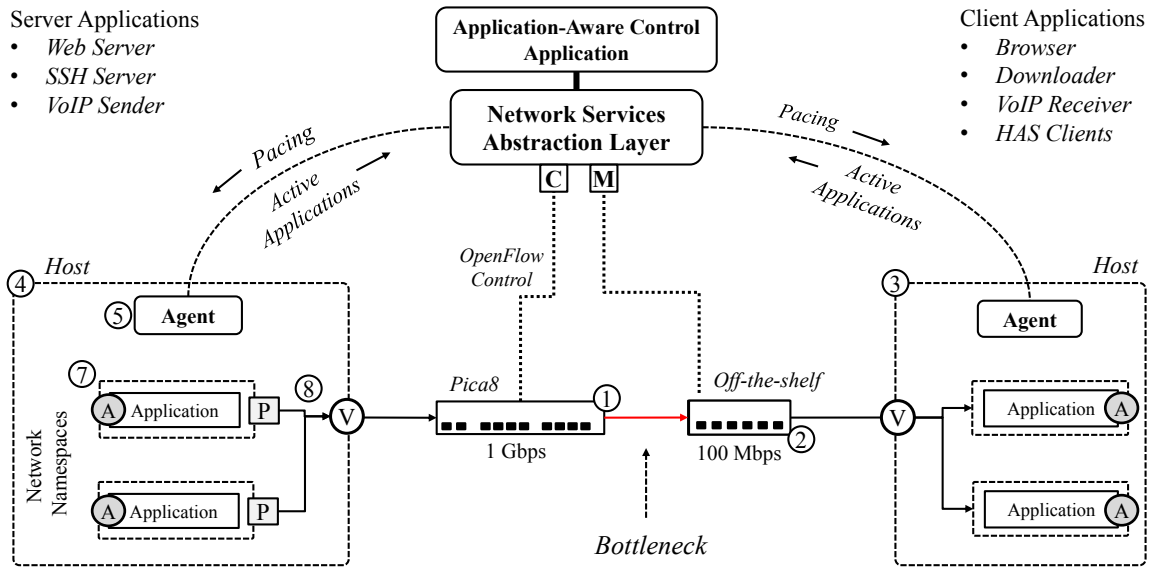 Server Applications
• Web Server
• SSH Server
• VoIP Sender
Application-Aware Control
Application
Network Services
Abstraction Layer
C M
Client Applications
• Browser
• Downloader
• VoIP Receiver
• HAS Clients
Pacing
Active
Applications
Pacing
Active
Applications
OpenFlow
Control
4 Host
5 Agent
7
8
A Application P
V
A Application P
Network
Namespaces
Pica8
1
1 Gbps
Off-the-shelf
2
100 Mbps
Bottleneck
3 Host
Agent
V
Application A
Application A